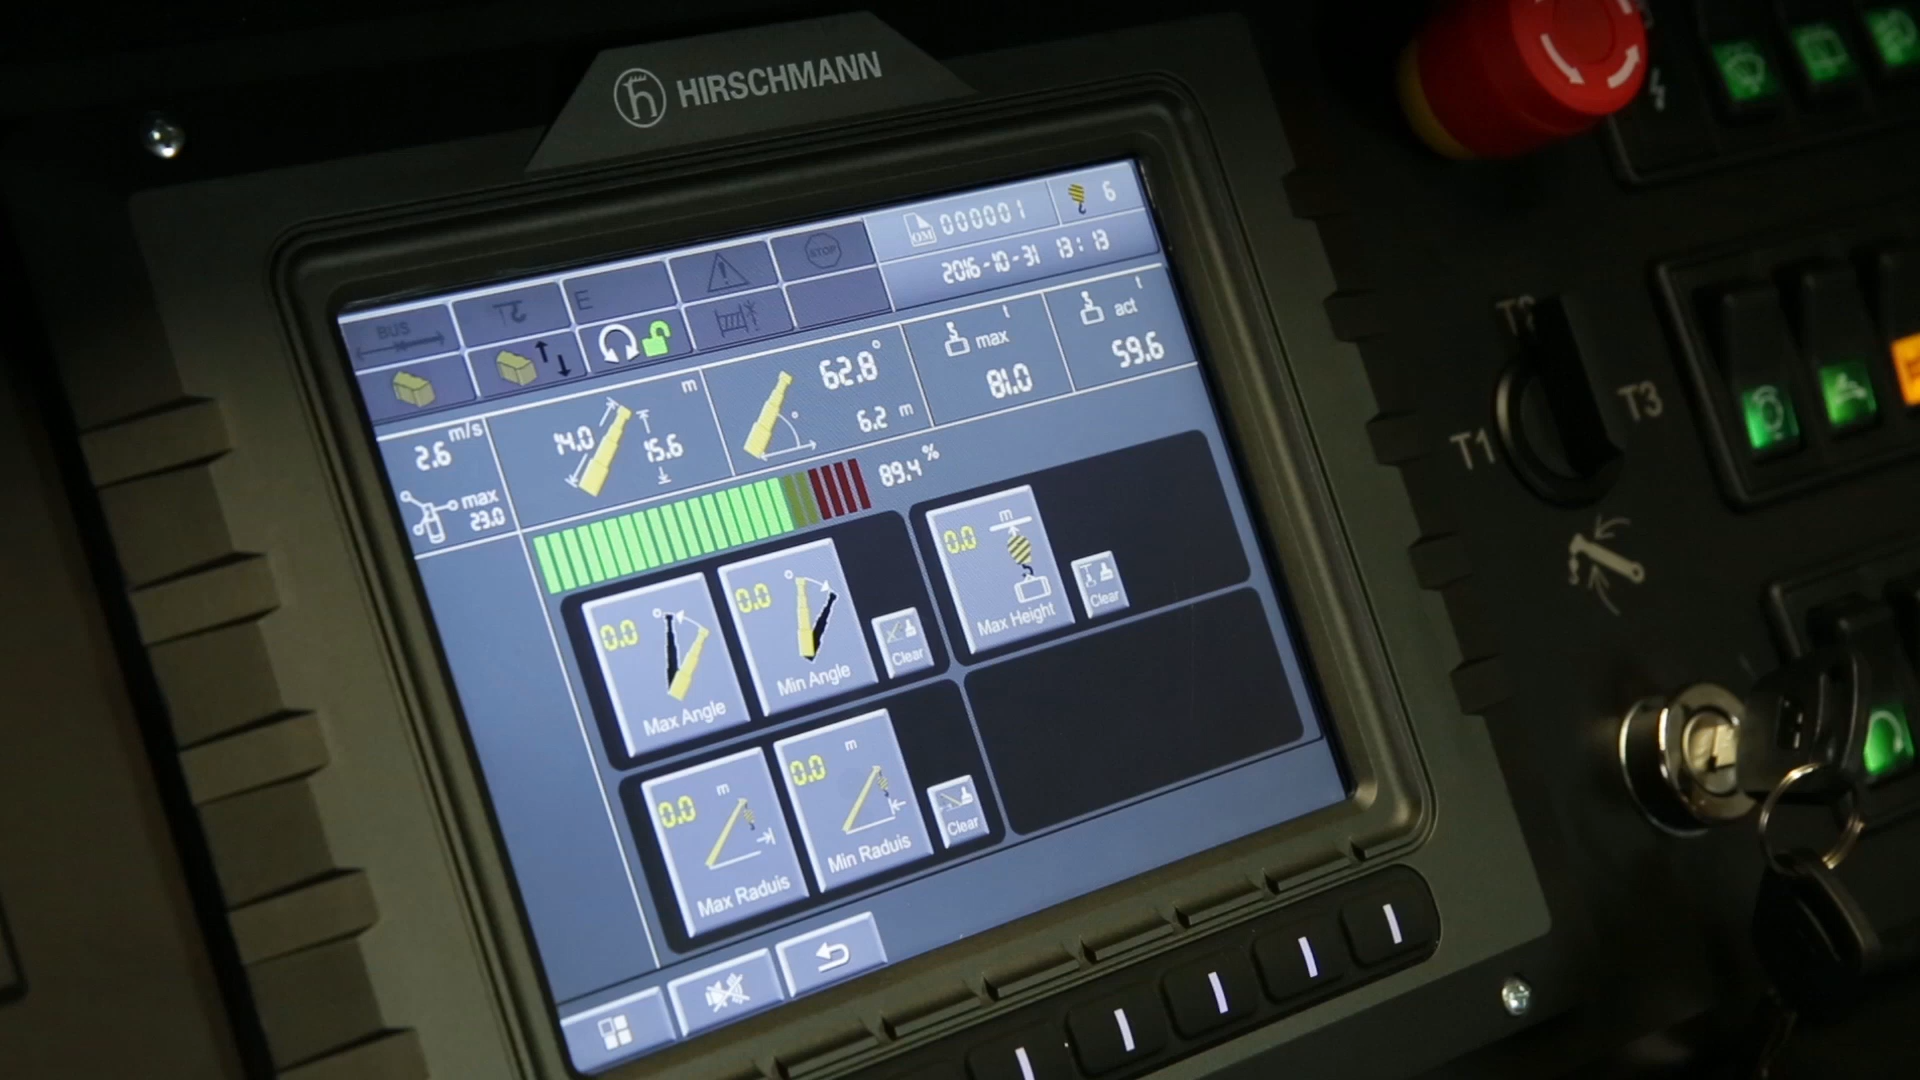 HIRSCHMANN
OM 000001
6
2016-10-31 13:13
BUS
E
STOP
2.6 m/s
max
23.0
m
14.0
15.6
62.8°
6.2 m
t
max
81.0
t
act
59.6
89.4 %
0.0
Max Angle
0.0
Min Angle
Clear
0.0
m
Max Height
Clear
0.0
m
Max Raduis
0.0
m
Min Raduis
Clear
T1
T2
T3